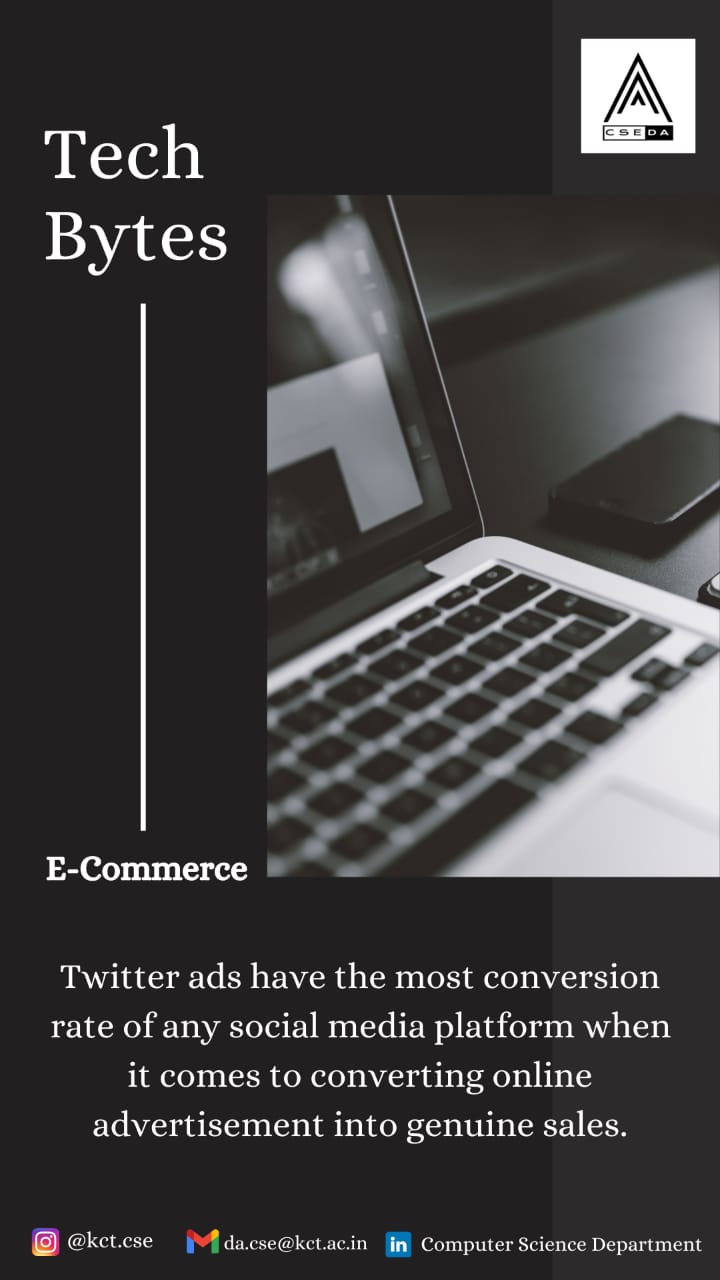 CSEDA
Tech
Bytes
E-Commerce
Twitter ads have the most conversion
rate of any social media platform when
it comes to converting online
advertisement into genuine sales.
@kct.cse da.cse@kct.ac.in in Computer Science Department